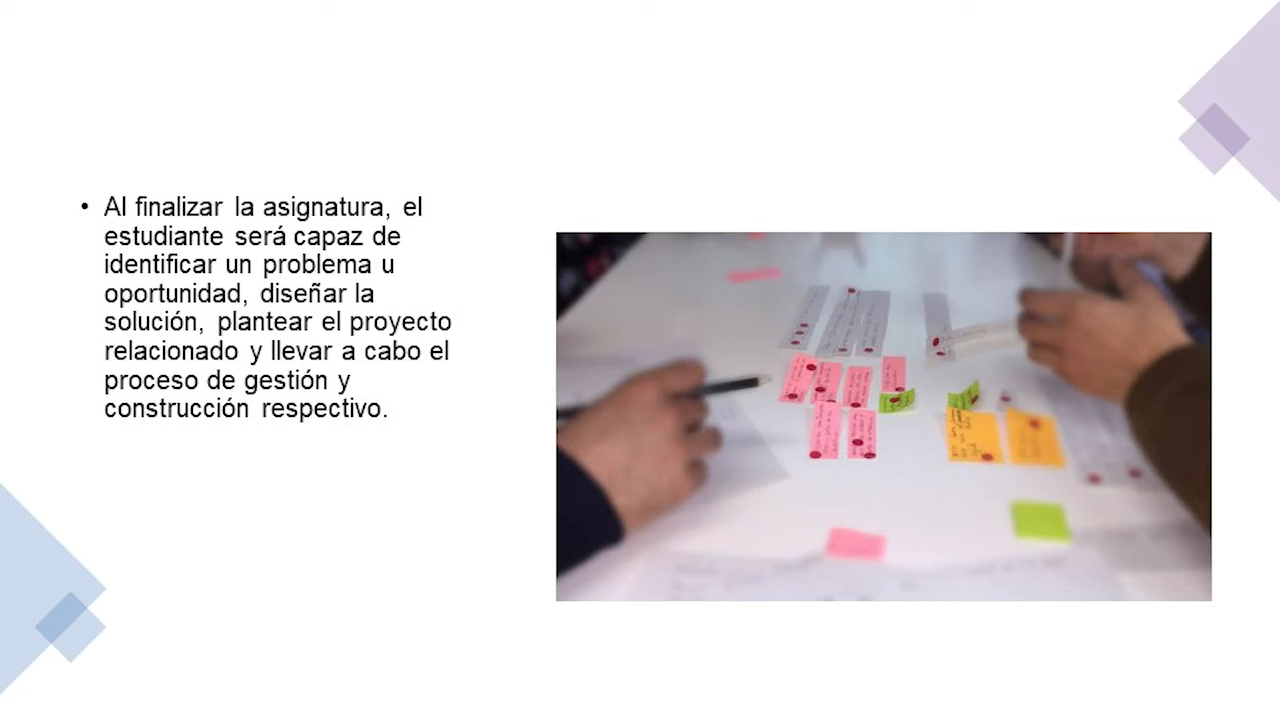 • Al finalizar la asignatura, el
estudiante será capaz de
identificar un problema u
oportunidad, diseñar la
solución, plantear el proyecto
relacionado y llevar a cabo el
proceso de gestión y
construcción respectivo.